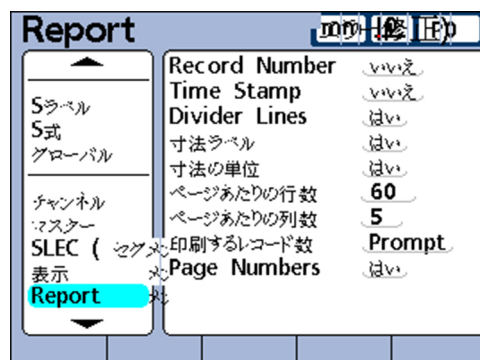 Report
Record Number いいえ
Time Stamp いいえ
Divider Lines はい
寸法ラベル はい
寸法の単位 はい
ページあたりの行数 60
ページあたりの列数 5
印刷するレコード数 Prompt
Page Numbers はい
Sラベル
S式
グローバル
チャンネル
マスター
SLEC ( セグメ
表示
Report